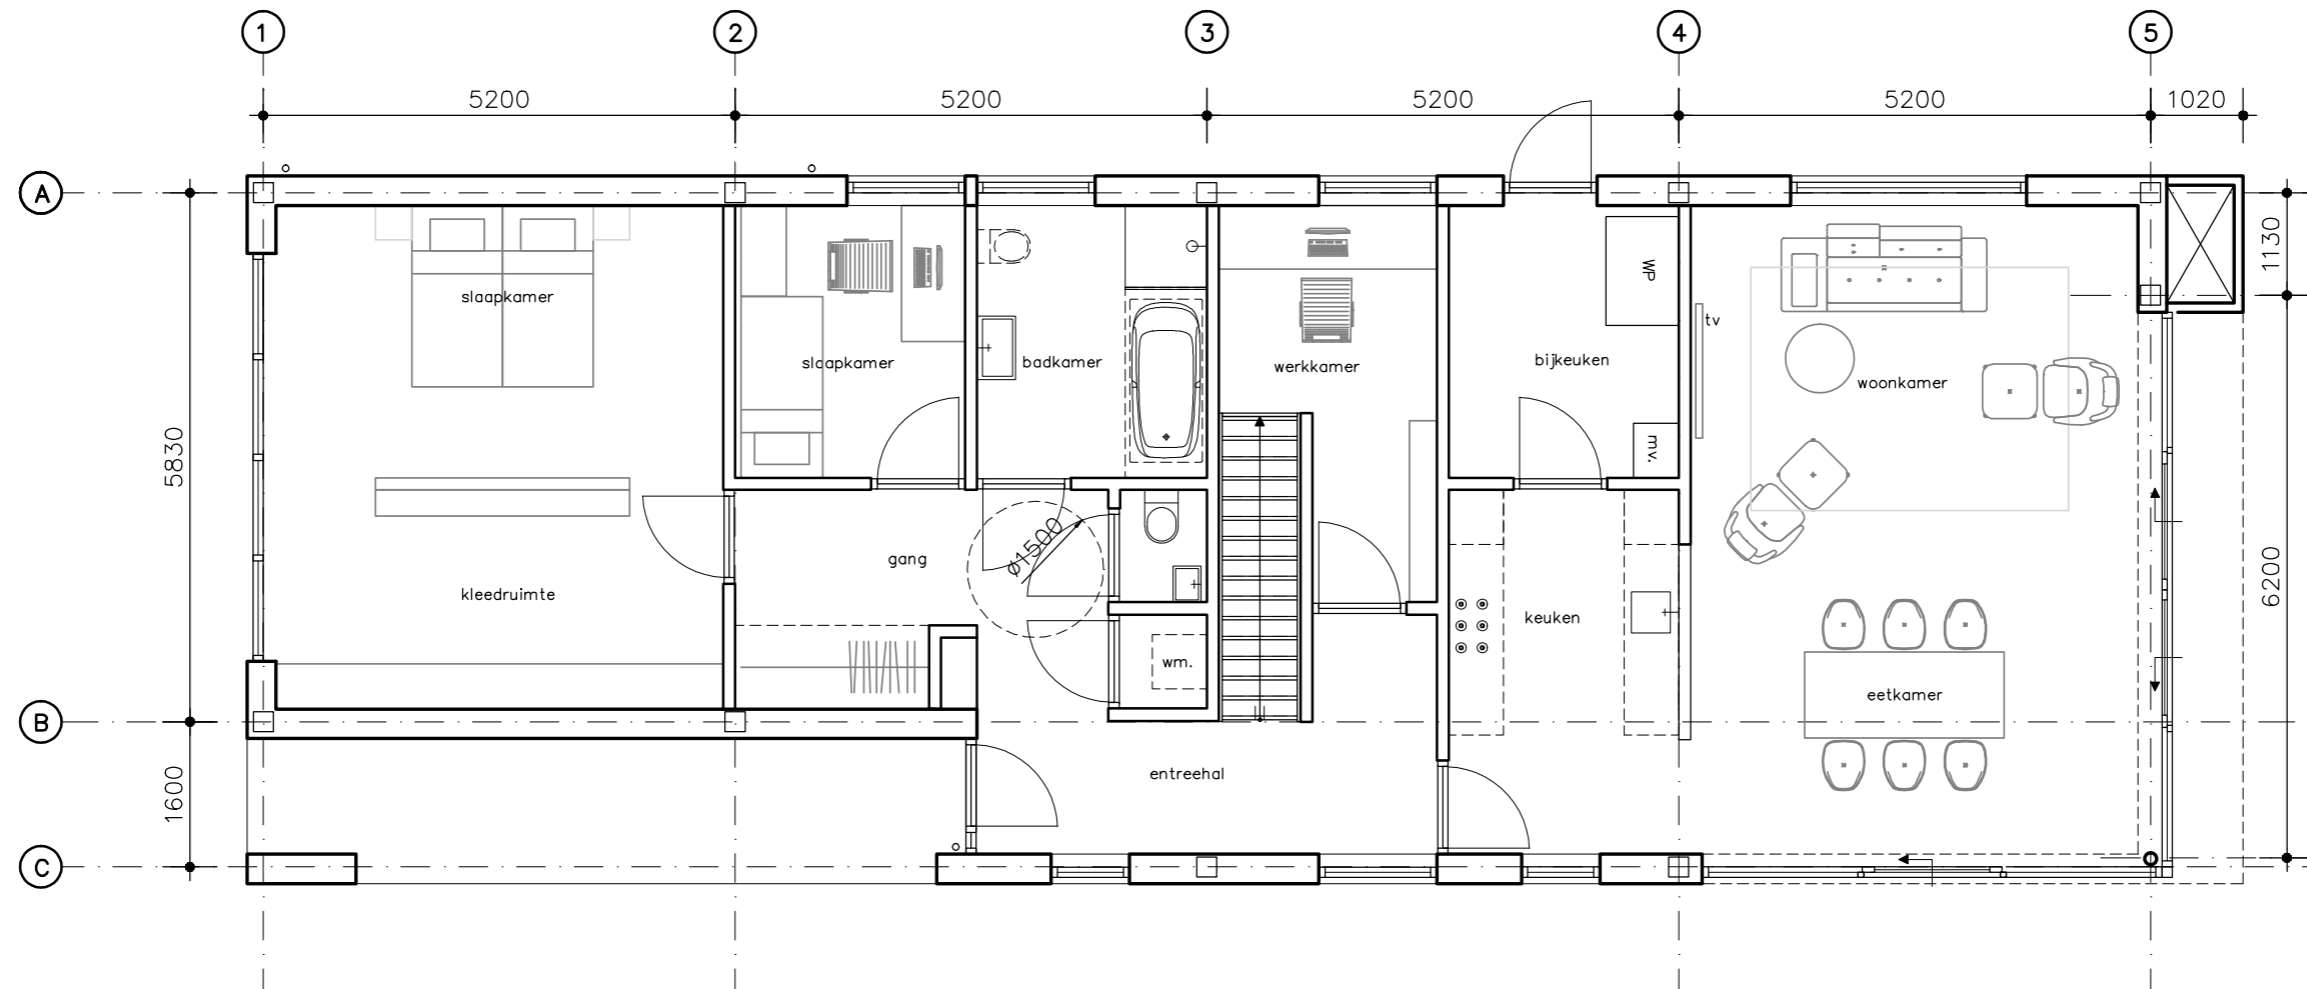 1 2 3 4 5
5200 5200 5200 5200 1020
A
slaapkamer
WP
1130
tv
slaapkamer badkamer werkkamer bijkeuken woonkamer
5830
mv.
ø1500
gang
6200
kleedruimte
keuken
wm.
eetkamer
B
entreehal
1600
C